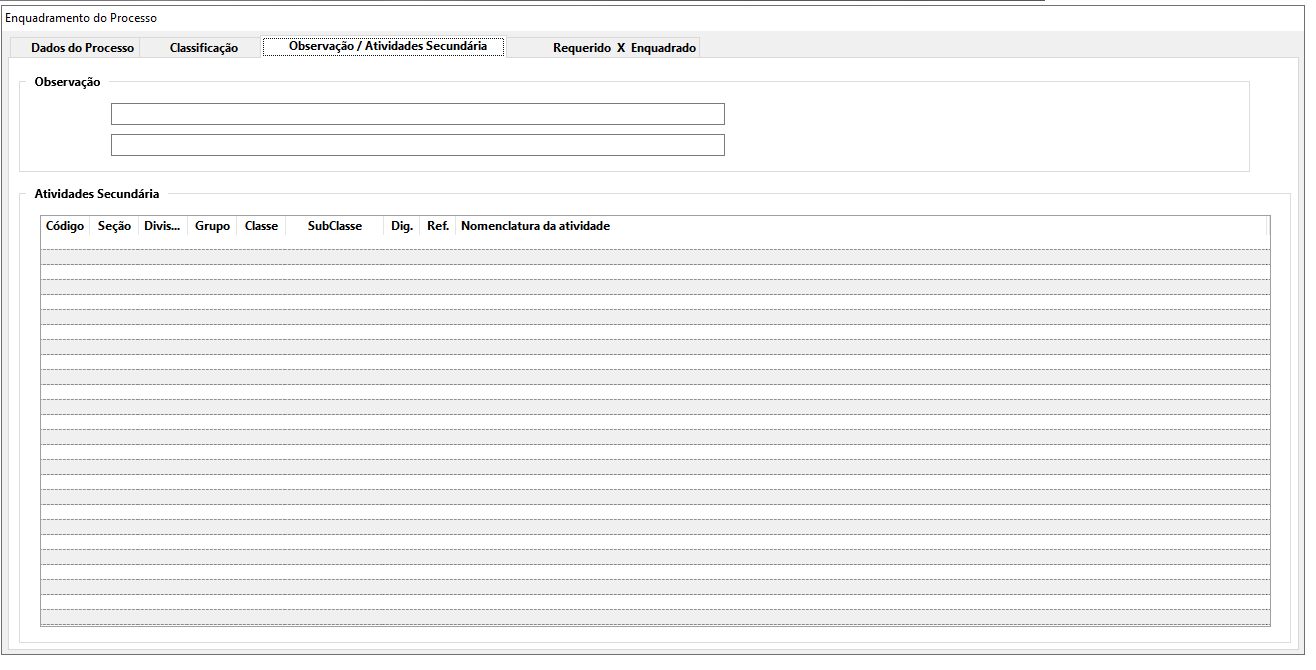 Enquadramento do Processo
Dados do Processo Classificação Observação / Atividades Secundária Requerido X Enquadrado
Observação
Atividades Secundária
Código Seção Divis... Grupo Classe SubClasse Dig. Ref. Nomenclatura da atividade